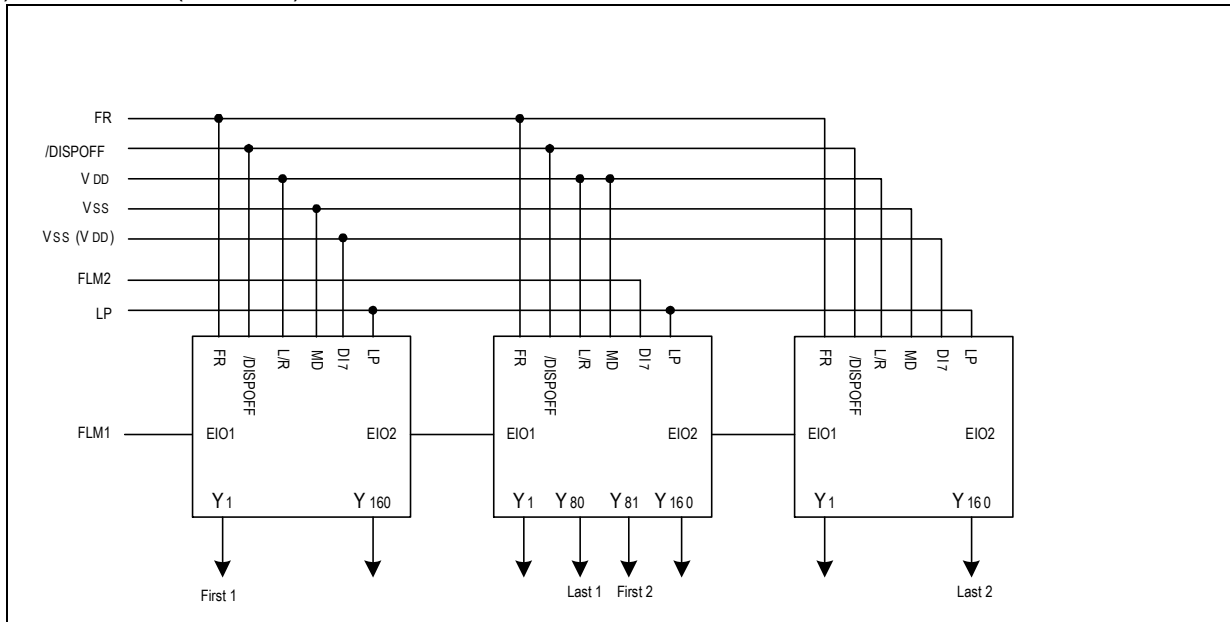 FR
/DISPOFF
VDD
VSS
VSS (VDD)
FLM2
LP
FR /DISPOFF L/R MD DI7 LP
FR /DISPOFF L/R MD DI7 LP
FR /DISPOFF L/R MD DI7 LP
FLM1
EIO1 EIO2
EIO1 EIO2
EIO1 EIO2
Y1 Y160
Y1 Y80 Y81 Y160
Y1 Y160
First 1
Last 1 First 2
Last 2